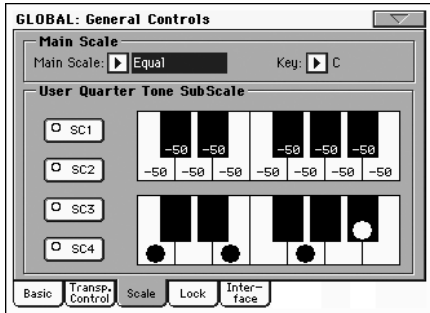 GLOBAL: General Controls
Main Scale
Main Scale: Equal Key: C
User Quarter Tone SubScale
SC1
-50 -50 -50 -50 -50
SC2
-50 -50 -50 -50 -50 -50 -50
SC3
SC4
Basic Transp. Control Scale Lock Inter-face